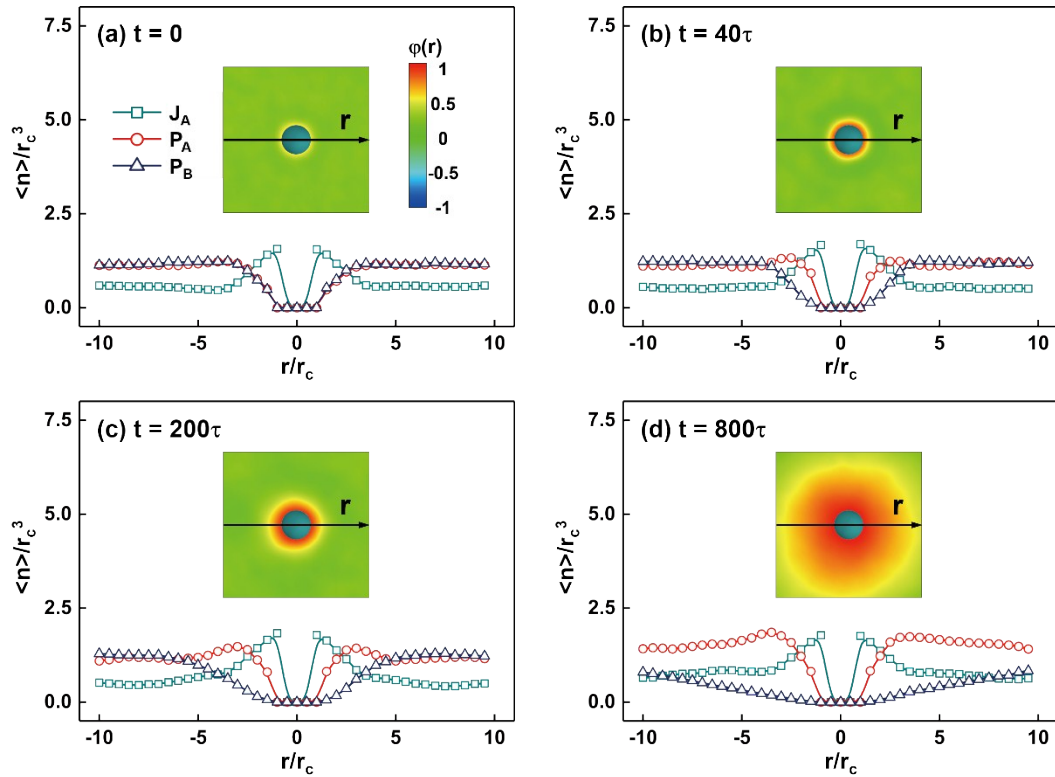 (a) t = 0
φ(r)
1
0.5
0
-0.5
-1
r
J_A
P_A
P_B
<n>/r_c^3
7.5
5.0
2.5
0.0
-10 -5 0 5 10
r/r_c
(b) t = 40τ
r
<n>/r_c^3
7.5
5.0
2.5
0.0
-10 -5 0 5 10
r/r_c
(c) t = 200τ
r
<n>/r_c^3
7.5
5.0
2.5
0.0
-10 -5 0 5 10
r/r_c
(d) t = 800τ
r
<n>/r_c^3
7.5
5.0
2.5
0.0
-10 -5 0 5 10
r/r_c